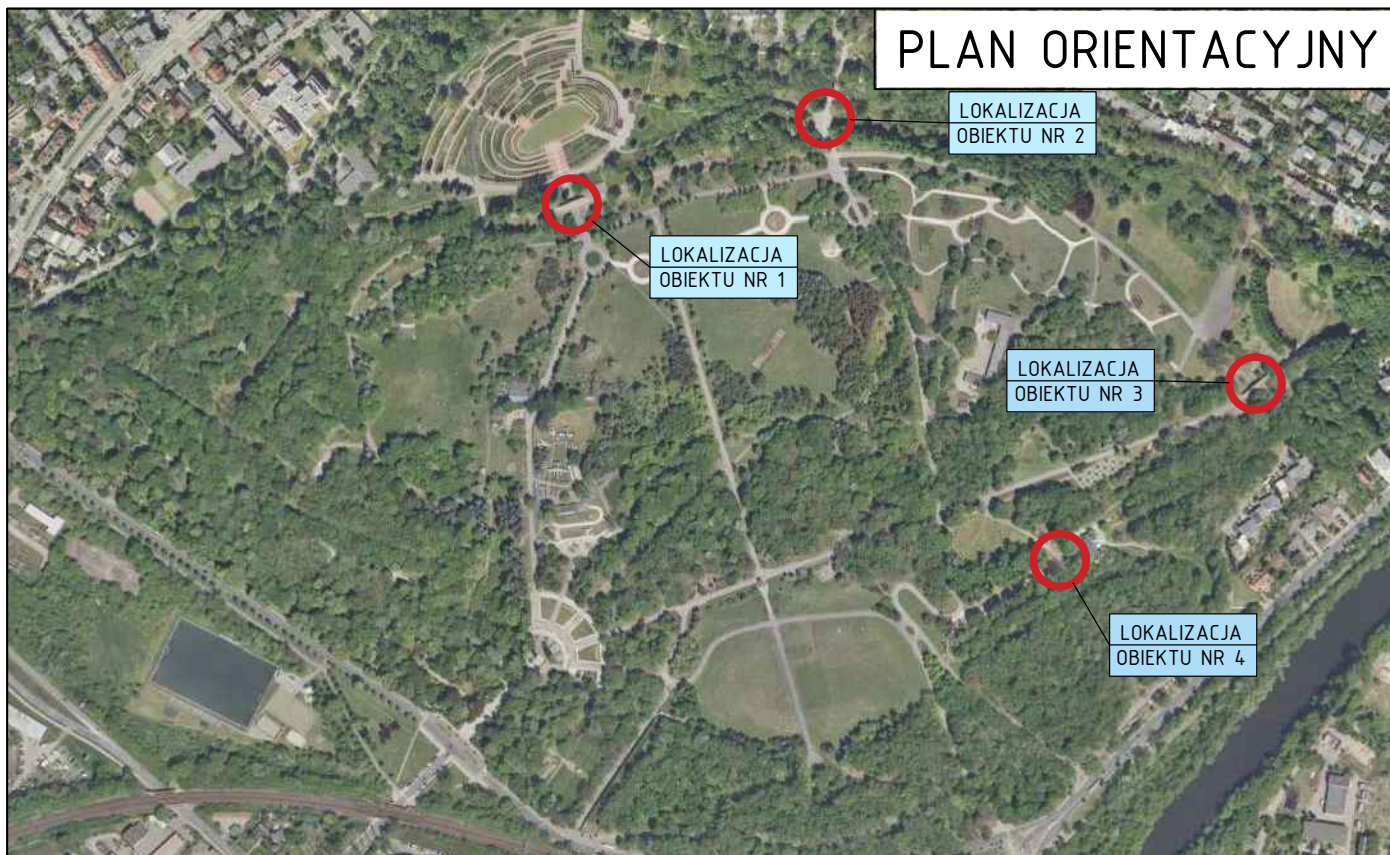 PLAN ORIENTACYJNY
LOKALIZACJA
OBIEKTU NR 2
LOKALIZACJA
OBIEKTU NR 1
LOKALIZACJA
OBIEKTU NR 3
LOKALIZACJA
OBIEKTU NR 4